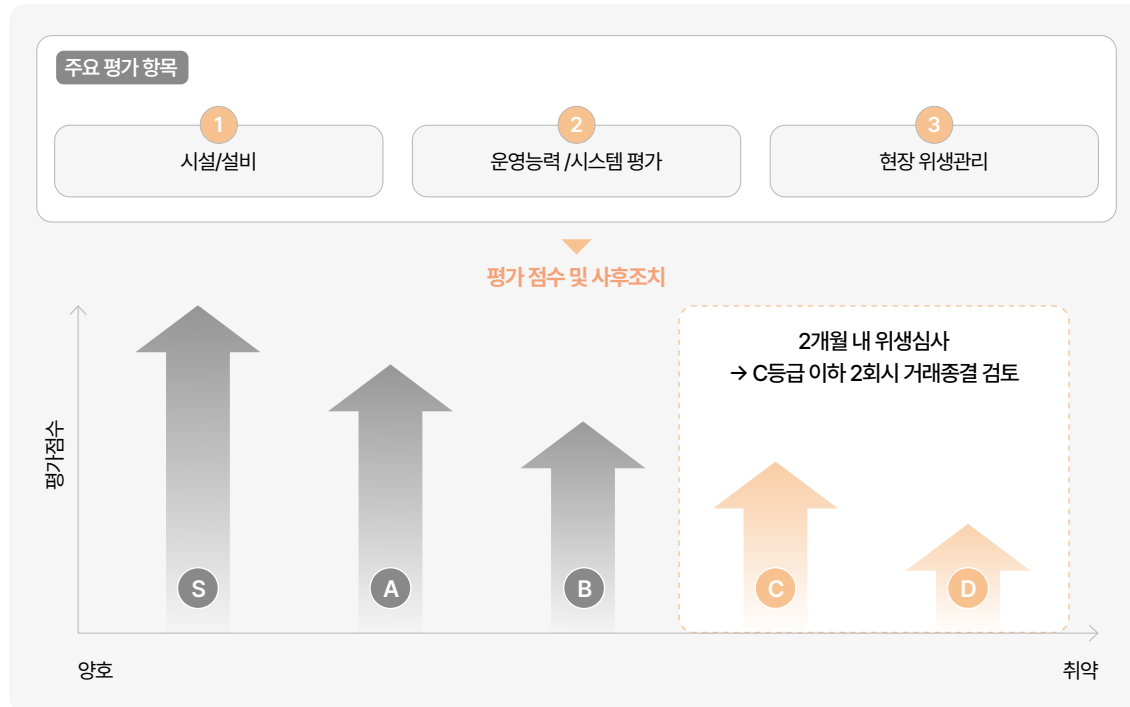 주요 평가 항목
1
시설/설비
2
운영능력 /시스템 평가
3
현장 위생관리
평가 점수 및 사후조치
2개월 내 위생심사
→ C등급 이하 2회시 거래종결 검토
평가점수
S
A
B
C
D
양호
취약